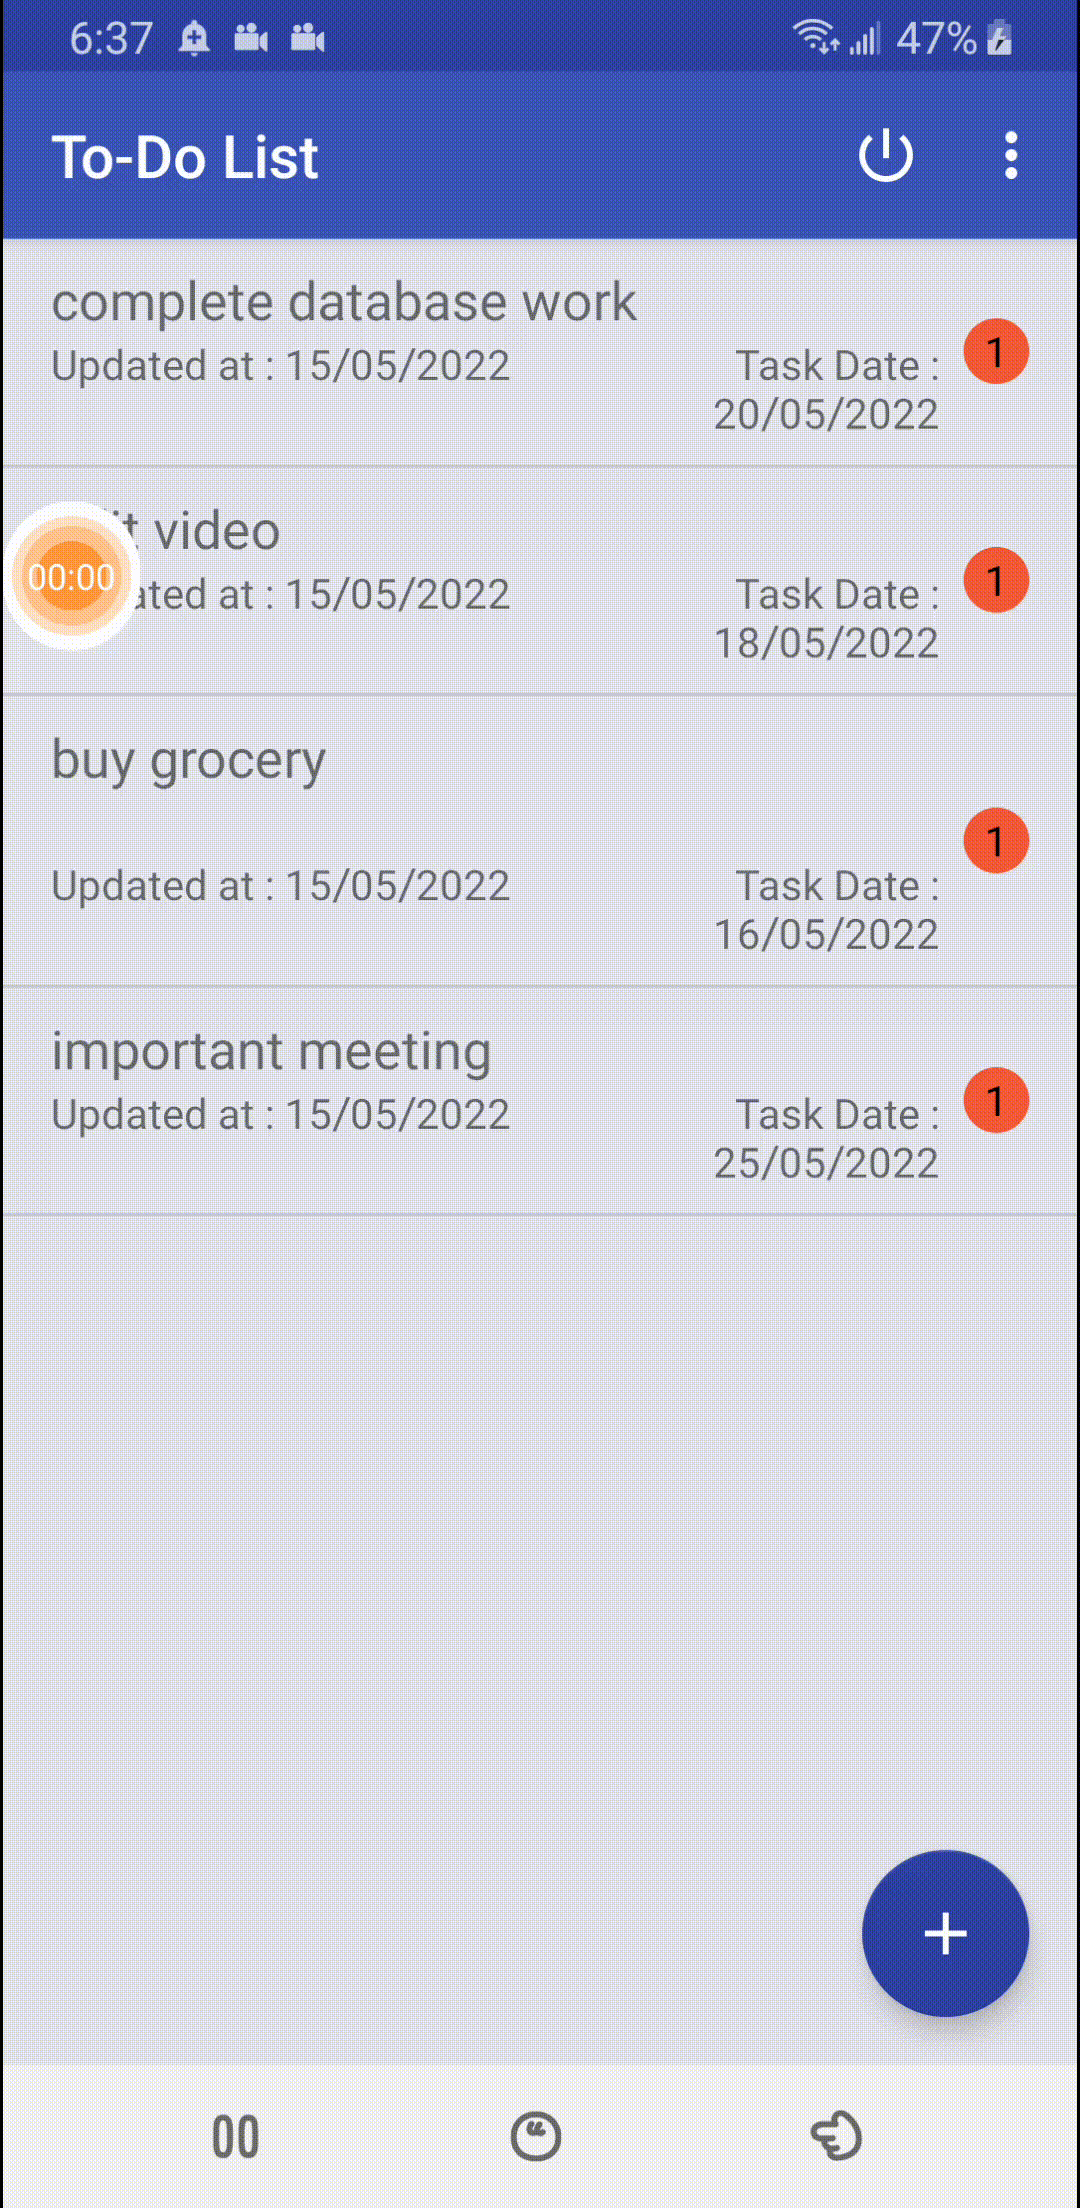 6:37 47%
To-Do List
complete database work
Updated at : 15/05/2022 Task Date : 1
20/05/2022
video
00:00 at : 15/05/2022 Task Date : 1
18/05/2022
buy grocery
1
Updated at : 15/05/2022 Task Date :
16/05/2022
important meeting
Updated at : 15/05/2022 Task Date : 1
25/05/2022